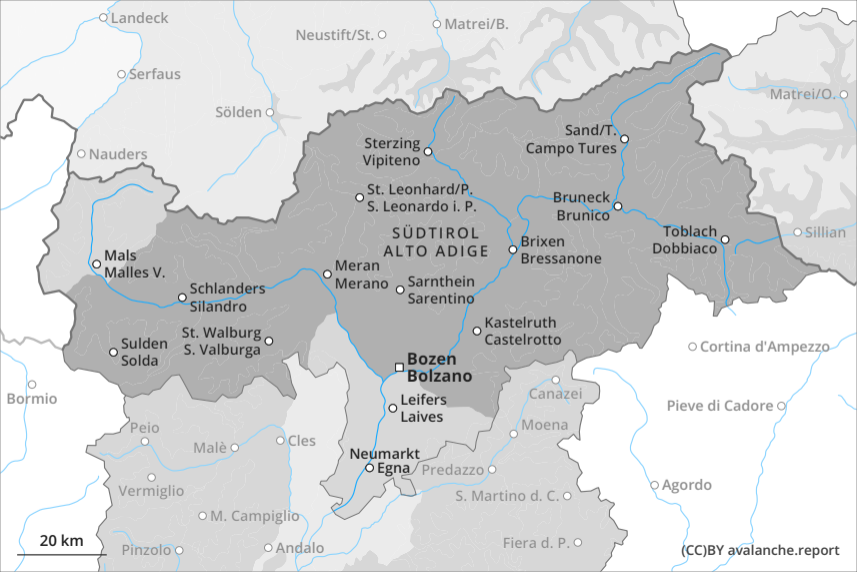 Landeck
Matrei/B.
Neustift/St.
Serfaus
Matrei/O.
Sölden
Sand/T.
Campo Tures
Sterzing
Vipiteno
Nauders
St. Leonhard/P.
S. Leonardo i. P.
Bruneck
Brunico
SÜDTIROL
ALTO ADIGE
Toblach
Dobbiaco
Sillian
Brixen
Bressanone
Mals
Malles V.
Meran
Merano
Sarnthein
Sarentino
Schlanders
Silandro
Kastelruth
Castelrotto
St. Walburg
S. Valburga
Sulden
Solda
Cortina d'Ampezzo
Bozen
Bolzano
Bormio
Canazei
Leifers
Laives
Pieve di Cadore
Moena
Peio
Malè
Cles
Neumarkt
Egna
Predazzo
Vermiglio
Agordo
S. Martino d. C.
M. Campiglio
Fiera d. P.
20 km
Pinzolo
Andalo
(CC)BY avalanche.report